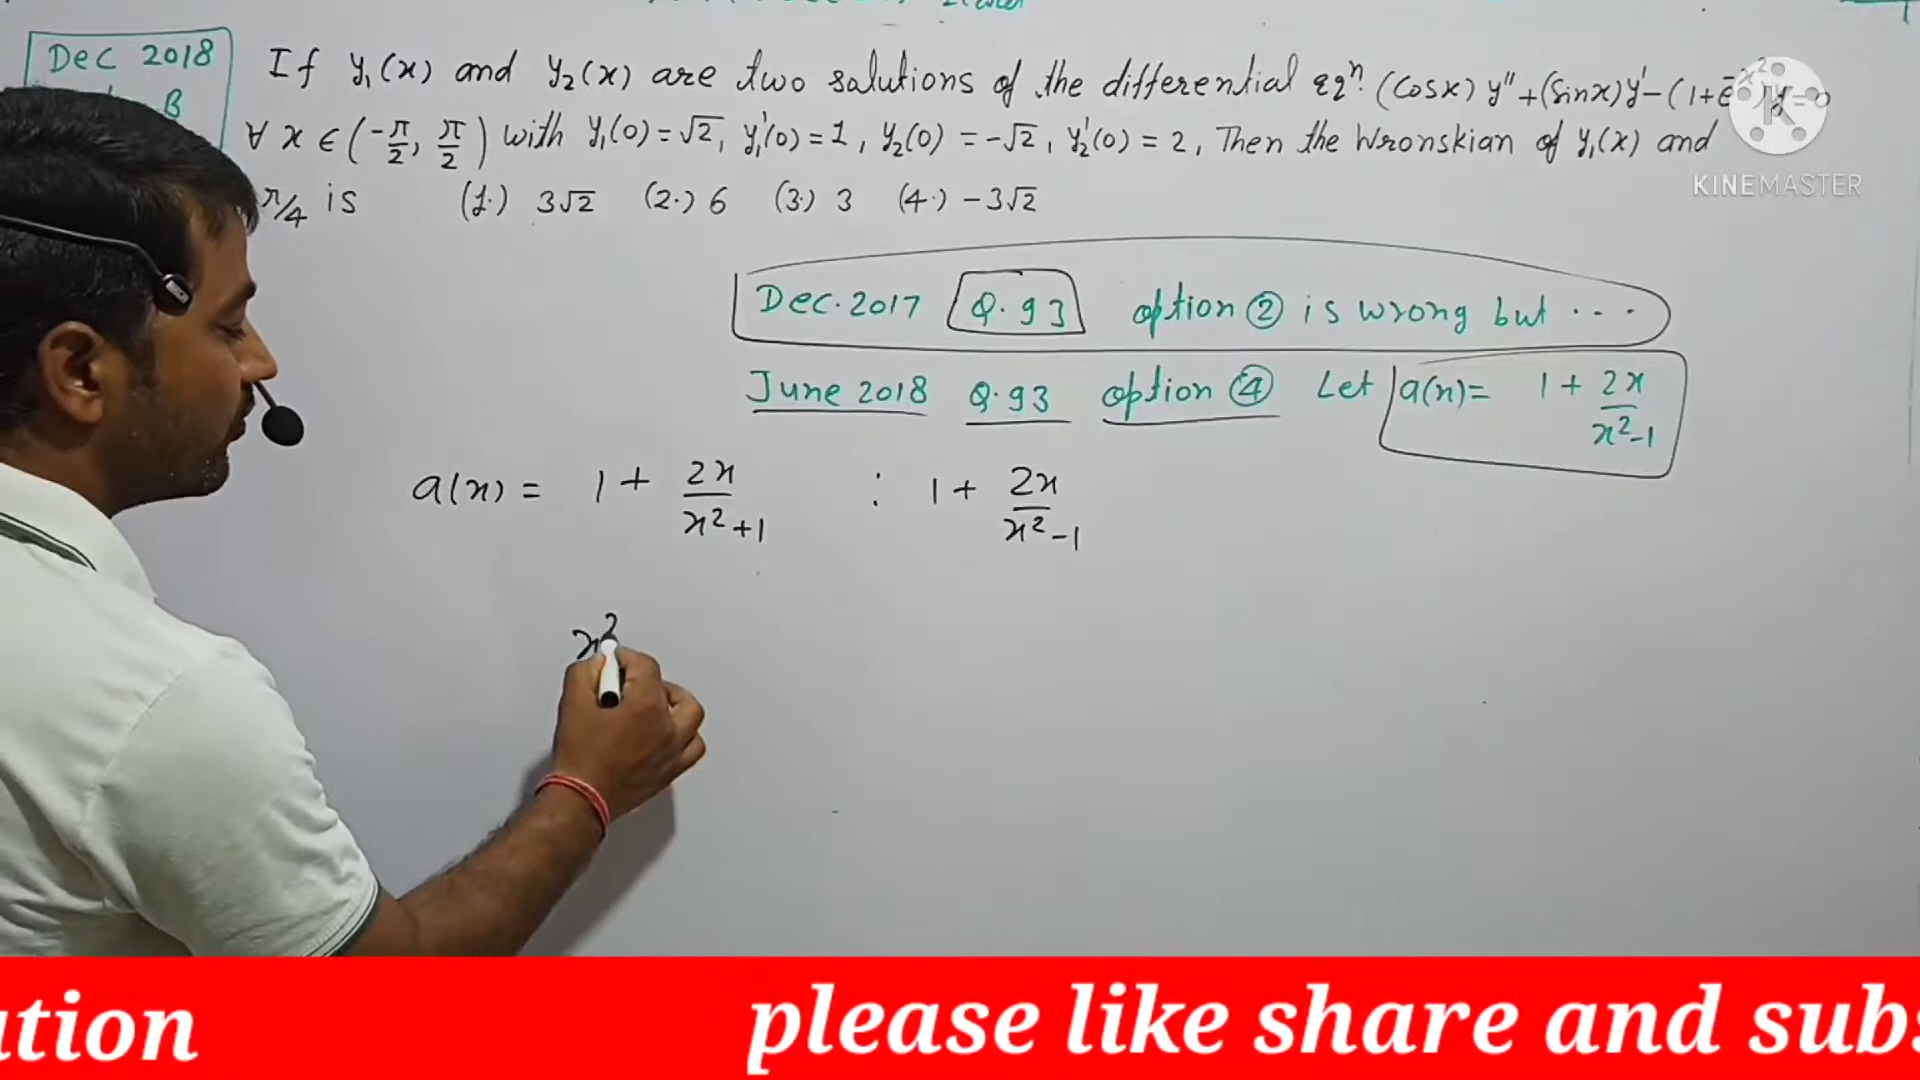 Dec 2018
B
If y₁(x) and y₂(x) are two solutions of the differential eqⁿ. (Cosx) y'' + (Sinx)y' - (1+e^-x²)y = 0
∀ x ∈ (-π/2, π/2) with y₁(0) = √2, y₁'(0) = 1, y₂(0) = -√2, y₂'(0) = 2, Then the Wronskian of y₁(x) and
π/4 is (1.) 3√2 (2.) 6 (3.) 3 (4.) -3√2
KINEMASTER
Dec. 2017 Q. 93 option ② is wrong but ....
June 2018 Q. 93 option ④ Let a(x) = 1 + 2x/(x²-1)
a(x) = 1 + 2x/(x²+1) : 1 + 2x/(x²-1)
x²
ution please like share and subs